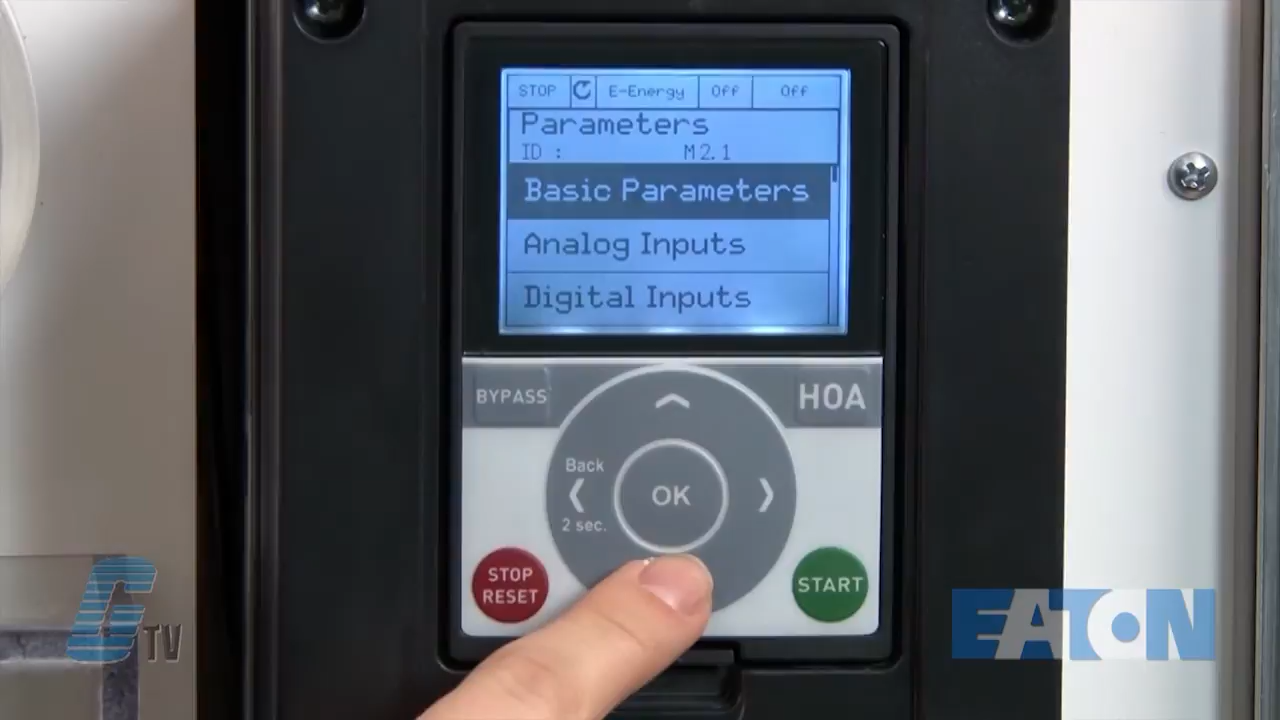 STOP E-Energy Off Off
Parameters
ID : M2.1
Basic Parameters
Analog Inputs
Digital Inputs
BYPASS
HOA
Back
2 sec.
OK
STOP
RESET
START
G TV
EATON